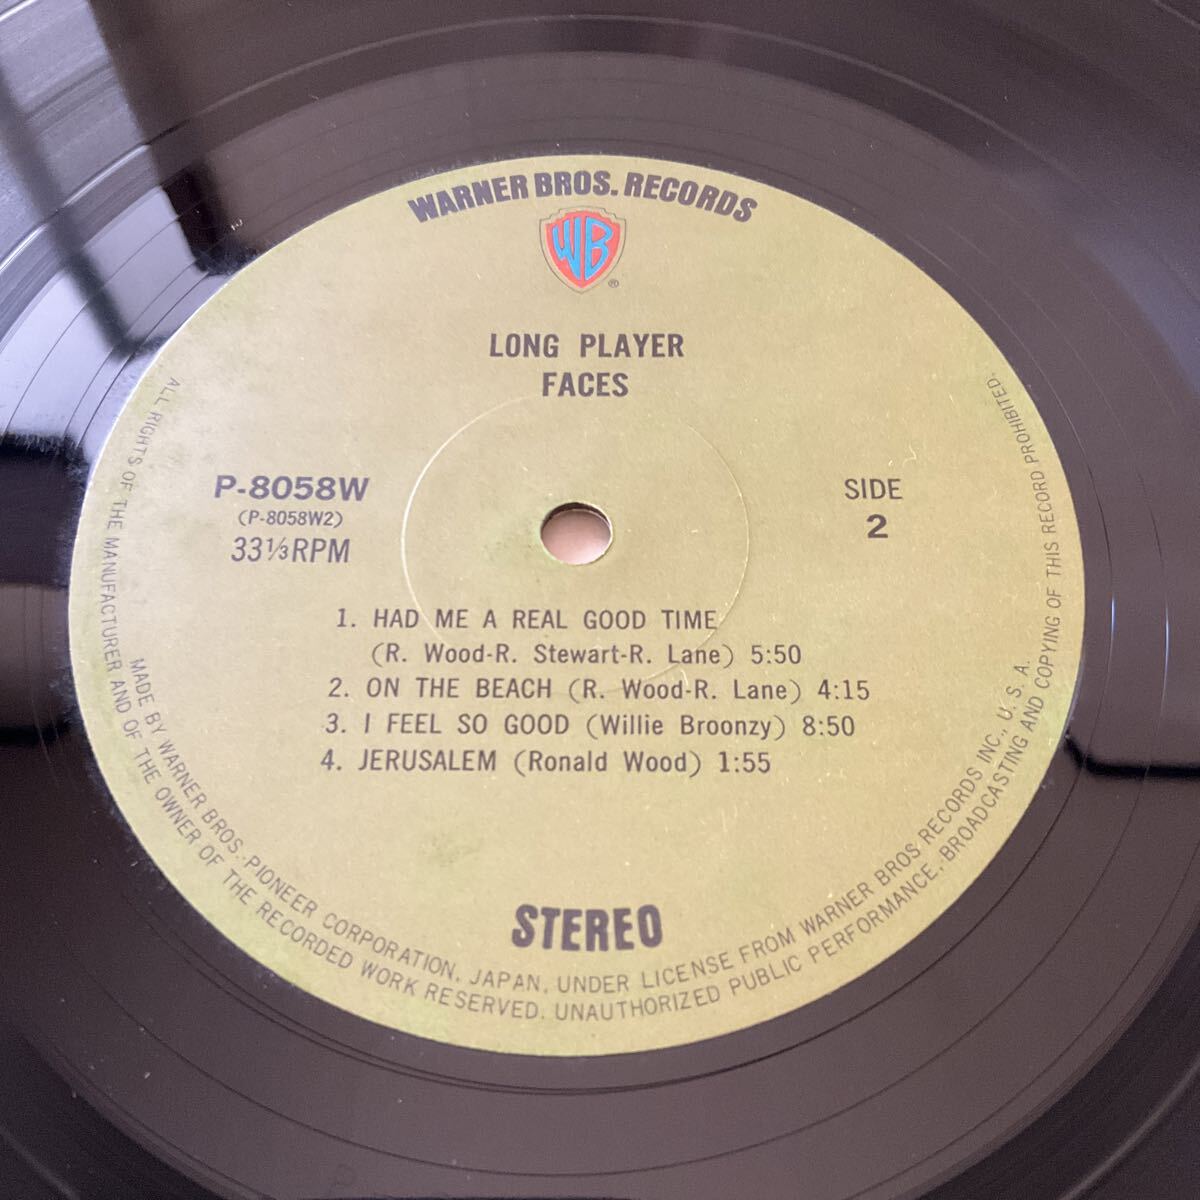 WARNER BROS. RECORDS
WB
®
LONG PLAYER
FACES
P-8058W
(P-8058W2)
33⅓RPM
SIDE
2
1. HAD ME A REAL GOOD TIME
(R. Wood-R. Stewart-R. Lane) 5:50
2. ON THE BEACH (R. Wood-R. Lane) 4:15
3. I FEEL SO GOOD (Willie Broonzy) 8:50
4. JERUSALEM (Ronald Wood) 1:55
STEREO
MADE BY WARNER BROS.-PIONEER CORPORATION, JAPAN, UNDER LICENSE FROM WARNER BROS RECORDS INC., U. S. A.
ALL RIGHTS OF THE MANUFACTURER AND OF THE OWNER OF THE RECORDED WORK RESERVED. UNAUTHORIZED PUBLIC PERFORMANCE, BROADCASTING AND COPYING OF THIS RECORD PROHIBITED.